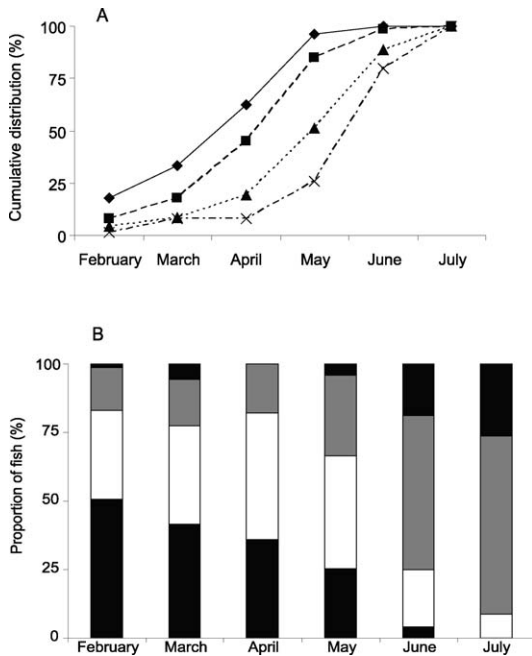 A
Cumulative distribution (%)
100
75
50
25
0
February March April May June July
B
Proportion of fish (%)
100
75
50
25
0
February March April May June July